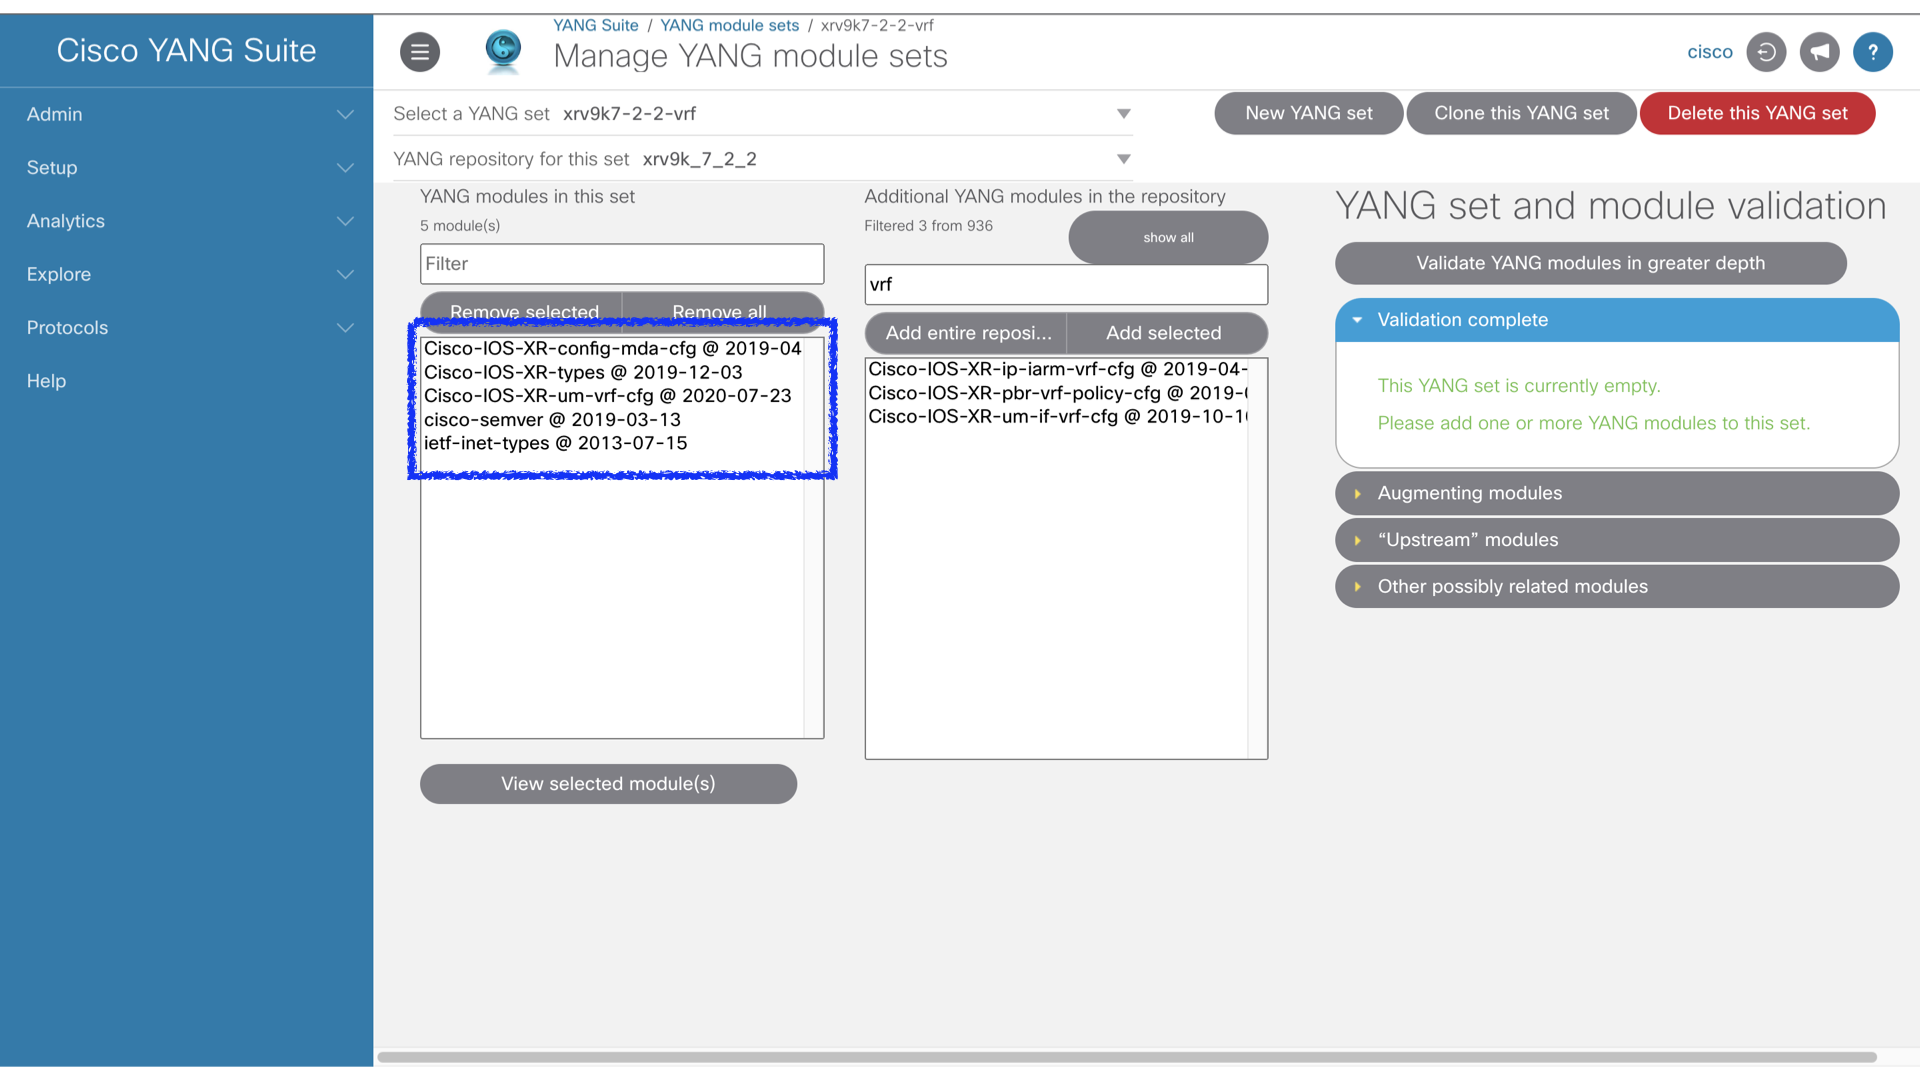 Cisco YANG Suite
Admin
Setup
Analytics
Explore
Protocols
Help
YANG Suite / YANG module sets / xrv9k7-2-2-vrf
Manage YANG module sets
cisco
?
Select a YANG set xrv9k7-2-2-vrf
New YANG set
Clone this YANG set
Delete this YANG set
YANG repository for this set xrv9k_7_2_2
YANG modules in this set
5 module(s)
Filter
Remove selected
Remove all
Cisco-IOS-XR-config-mda-cfg @ 2019-04
Cisco-IOS-XR-types @ 2019-12-03
Cisco-IOS-XR-um-vrf-cfg @ 2020-07-23
cisco-semver @ 2019-03-13
ietf-inet-types @ 2013-07-15
View selected module(s)
Additional YANG modules in the repository
Filtered 3 from 936
show all
vrf
Add entire reposi...
Add selected
Cisco-IOS-XR-ip-iarm-vrf-cfg @ 2019-04-
Cisco-IOS-XR-pbr-vrf-policy-cfg @ 2019-
Cisco-IOS-XR-um-if-vrf-cfg @ 2019-10-1
YANG set and module validation
Validate YANG modules in greater depth
Validation complete
This YANG set is currently empty.
Please add one or more YANG modules to this set.
Augmenting modules
“Upstream” modules
Other possibly related modules